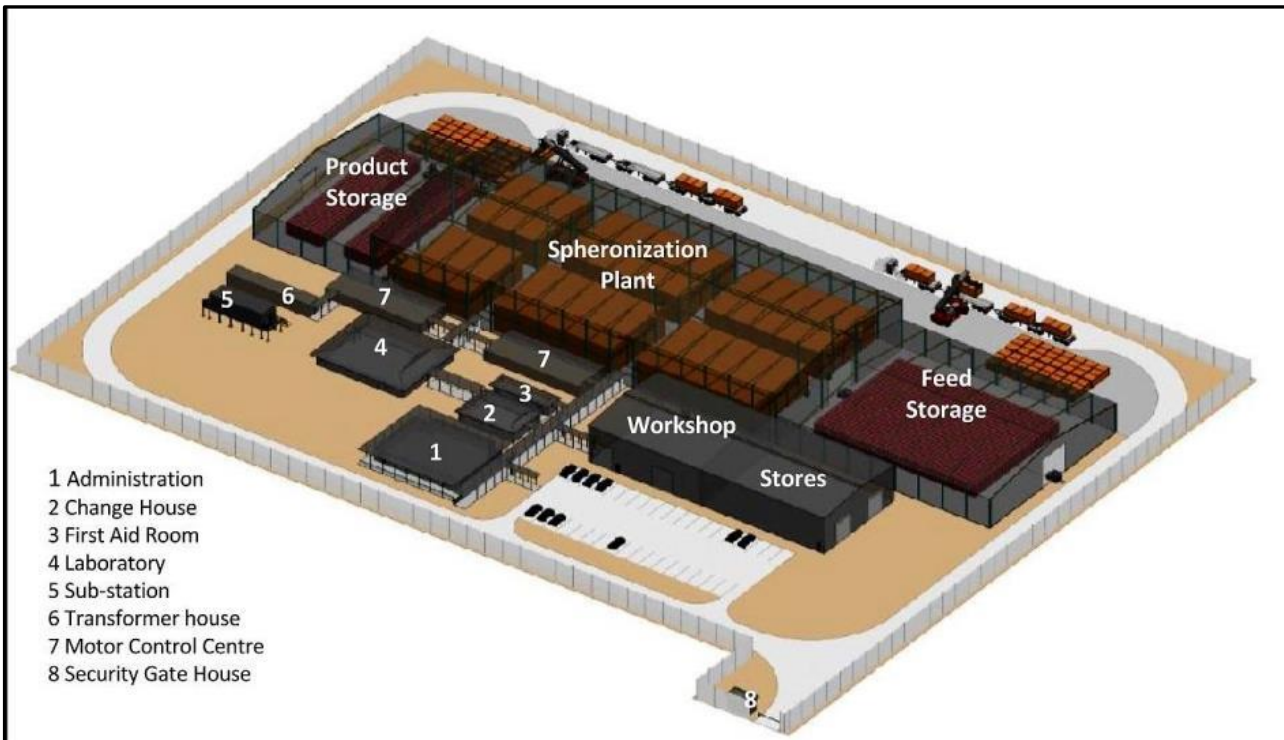 Product
Storage
Spheronization
Plant
5
6
7
4
7
Feed
Storage
3
2
Workshop
1
Stores
1 Administration
2 Change House
3 First Aid Room
4 Laboratory
5 Sub-station
6 Transformer house
7 Motor Control Centre
8 Security Gate House
8